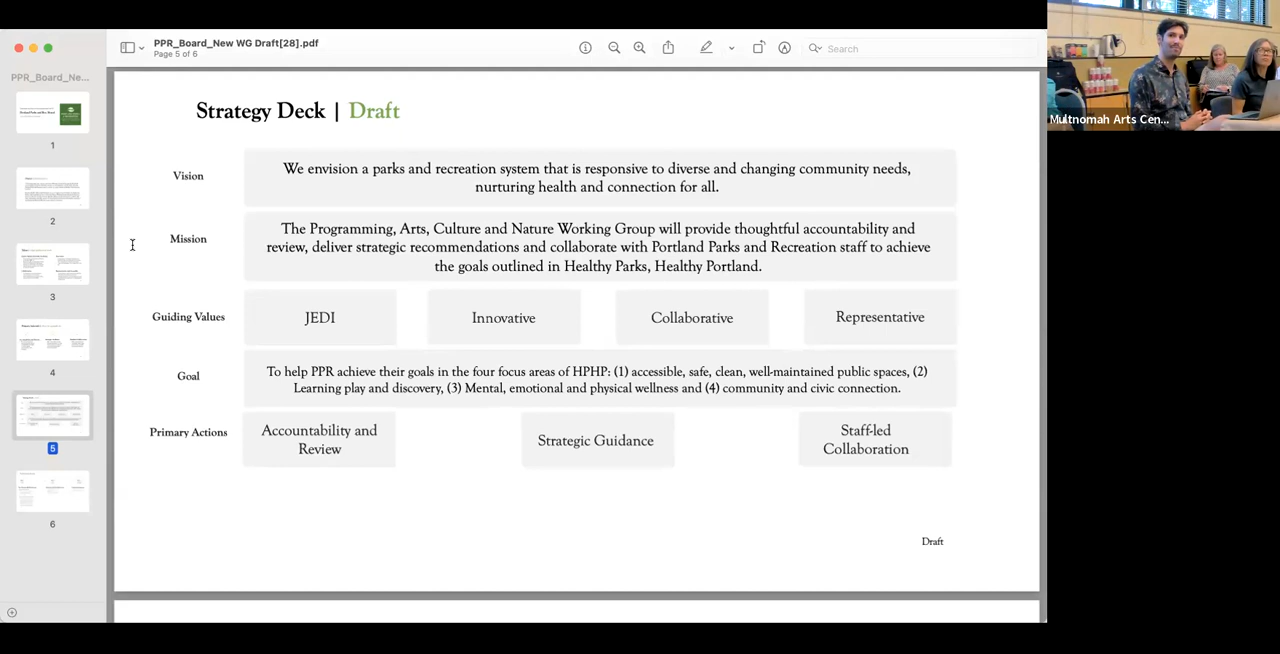 PPR_Board_New WG Draft[28].pdf
Page 5 of 6
Search
PPR_Board_Ne...
1
2
3
4
5
6
Strategy Deck | Draft
Vision
We envision a parks and recreation system that is responsive to diverse and changing community needs,
nurturing health and connection for all.
Mission
The Programming, Arts, Culture and Nature Working Group will provide thoughtful accountability and
review, deliver strategic recommendations and collaborate with Portland Parks and Recreation staff to achieve
the goals outlined in Healthy Parks, Healthy Portland.
Guiding Values
JEDI
Innovative
Collaborative
Representative
Goal
To help PPR achieve their goals in the four focus areas of HPHP: (1) accessible, safe, clean, well-maintained public spaces, (2)
Learning play and discovery, (3) Mental, emotional and physical wellness and (4) community and civic connection.
Primary Actions
Accountability and
Review
Strategic Guidance
Staff-led
Collaboration
Draft
Multnomah Arts Cen...